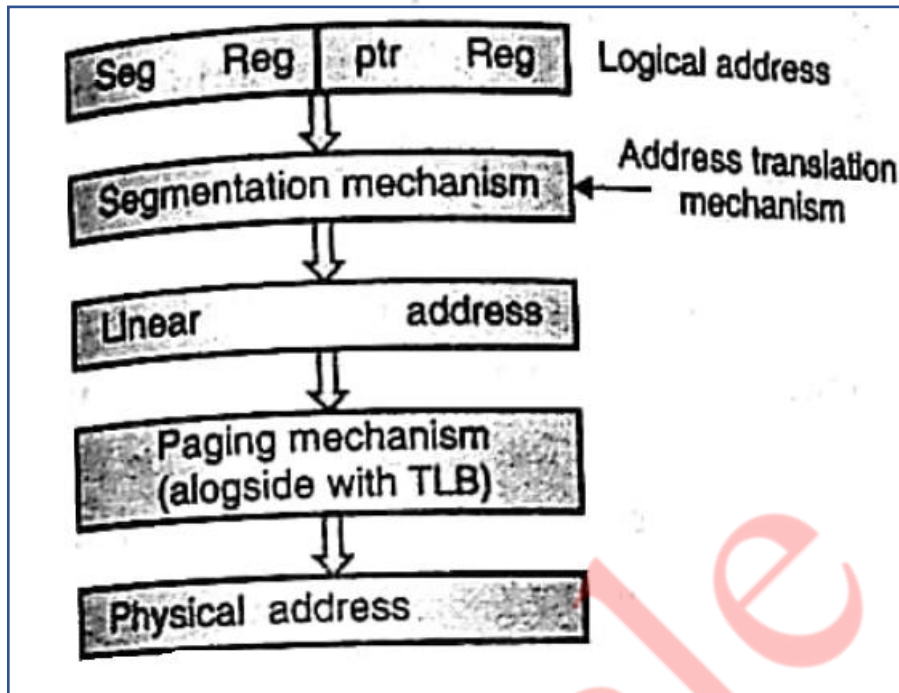 Seg Reg ptr Reg Logical address
Segmentation mechanism
Address translation
mechanism
Linear address
Paging mechanism
(alogside with TLB)
Physical address
le